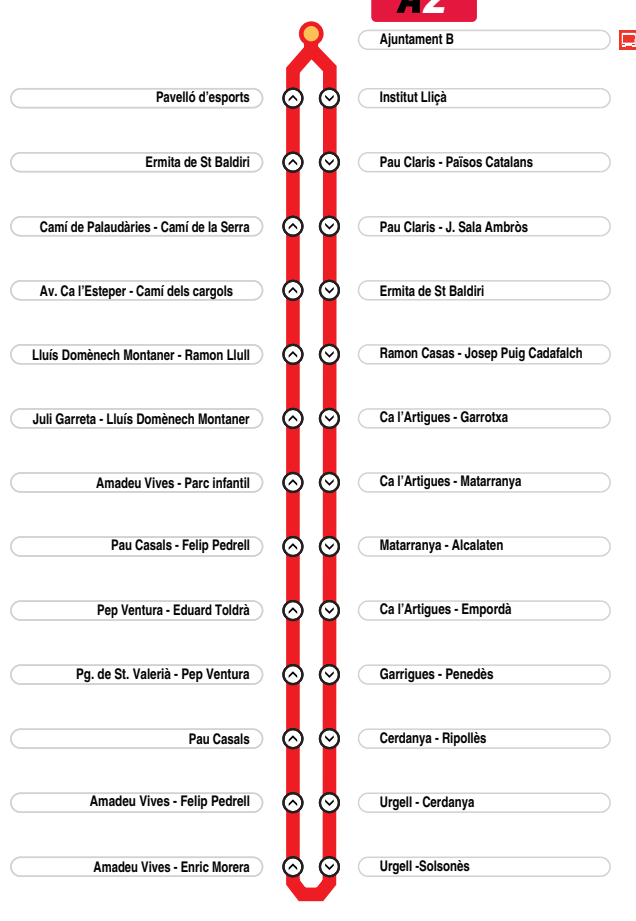 A2
Ajuntament B
Pavelló d'esports
Institut Lliçà
Ermita de St Baldiri
Pau Claris - Països Catalans
Camí de Palaudàries - Camí de la Serra
Pau Claris - J. Sala Ambròs
Av. Ca l'Esteper - Camí dels cargols
Ermita de St Baldiri
Lluís Domènech Montaner - Ramon Llull
Ramon Casas - Josep Puig Cadafalch
Juli Garreta - Lluís Domènech Montaner
Ca l'Artigues - Garrotxa
Amadeu Vives - Parc infantil
Ca l'Artigues - Matarranya
Pau Casals - Felip Pedrell
Matarranya - Alcalaten
Pep Ventura - Eduard Toldrà
Ca l'Artigues - Empordà
Pg. de St. Valerià - Pep Ventura
Garrigues - Penedès
Pau Casals
Cerdanya - Ripollès
Amadeu Vives - Felip Pedrell
Urgell - Cerdanya
Amadeu Vives - Enric Morera
Urgell -Solsonès